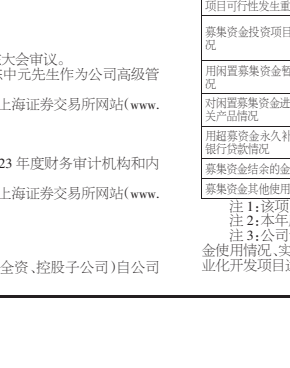 大会审议。
中元先生作为公司高级管
上海证券交易所网站(www.
23 年度财务审计机构和内
上海证券交易所网站(www.
全资、控股子公司)自公司
项目可行性发生重
募集资金投资项目
况
用闲置募集资金暂
况
对闲置募集资金进
关产品情况
用超募资金永久补
银行贷款情况
募集资金结余的金
募集资金其他使用
注 1:该项
注 2:本年
注 3:公司
金使用情况、实
业化开发项目